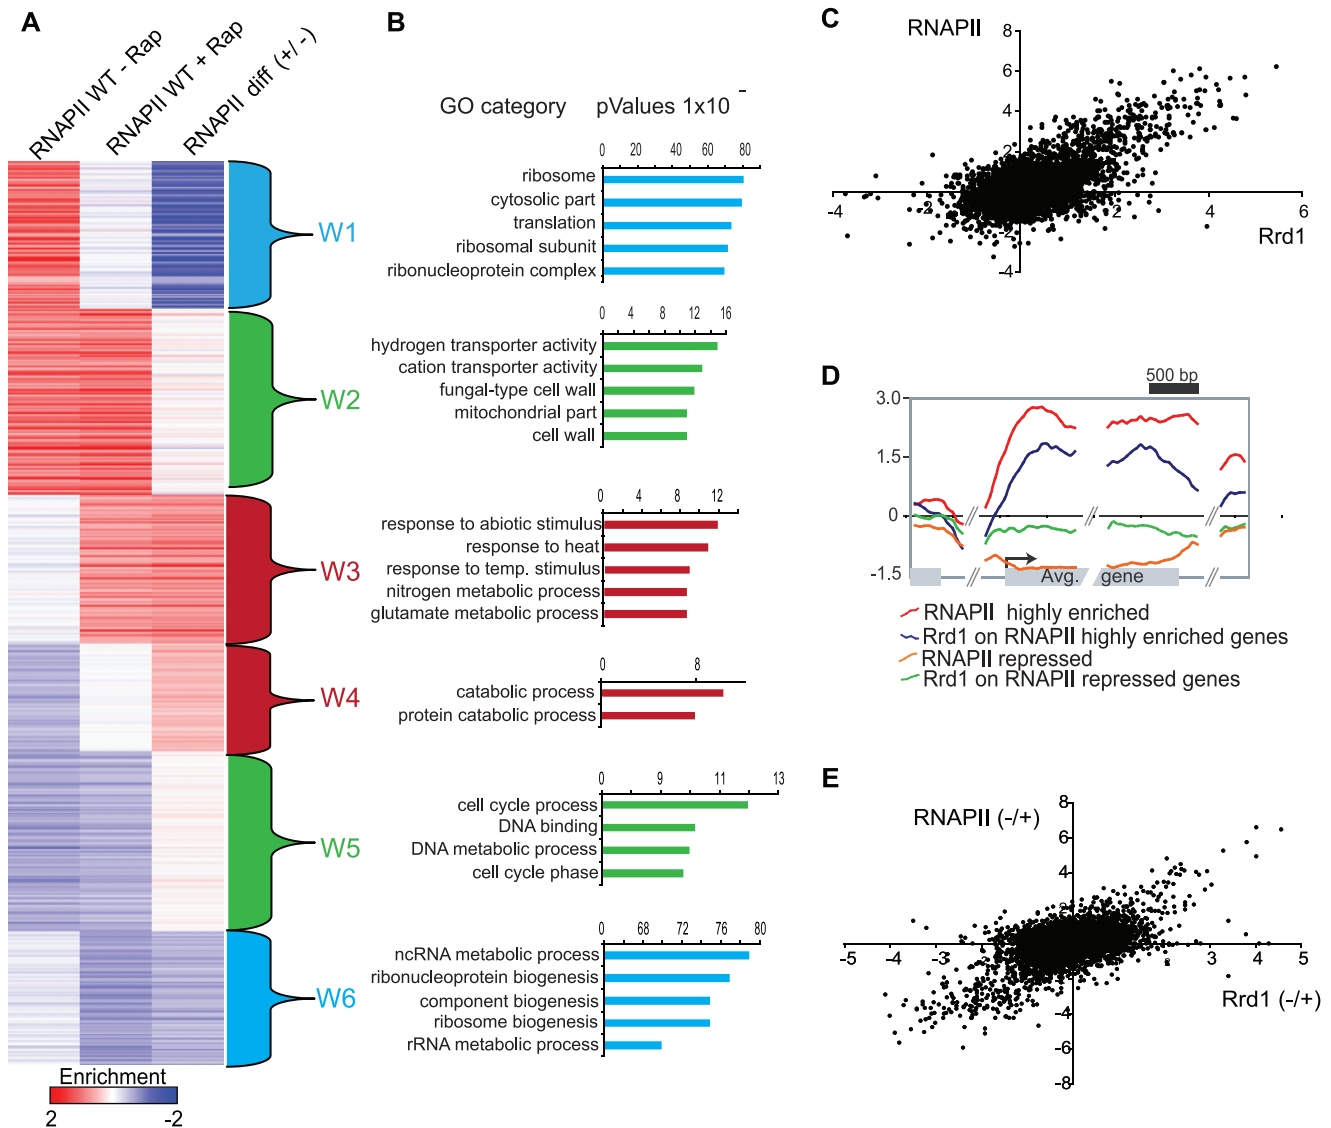 A
RNAPII WT - Rap
RNAPII WT + Rap
RNAPII diff (+/-)
W1
W2
W3
W4
W5
W6
Enrichment
2 -2
B
GO category pValues 1x10 -
0 20 40 60 80
ribosome
cytosolic part
translation
ribosomal subunit
ribonucleoprotein complex
0 4 8 12 16
hydrogen transporter activity
cation transporter activity
fungal-type cell wall
mitochondrial part
cell wall
0 4 8 12
response to abiotic stimulus
response to heat
response to temp. stimulus
nitrogen metabolic process
glutamate metabolic process
0 8
catabolic process
protein catabolic process
0 9 11 13
cell cycle process
DNA binding
DNA metabolic process
cell cycle phase
0 68 72 76 80
ncRNA metabolic process
ribonucleoprotein biogenesis
component biogenesis
ribosome biogenesis
rRNA metabolic process
C
RNAPII
8
6
4
2
-4 -2 2 4 6
Rrd1
-2
-4
D
500 bp
3.0
1.5
0
-1.5
Avg. gene
RNAPII highly enriched
Rrd1 on RNAPII highly enriched genes
RNAPII repressed
Rrd1 on RNAPII repressed genes
E
RNAPII (-/+)
8
6
4
2
-5 -4 -3 -1 2 3 4 5
Rrd1 (-/+)
-2
-4
-6
-8